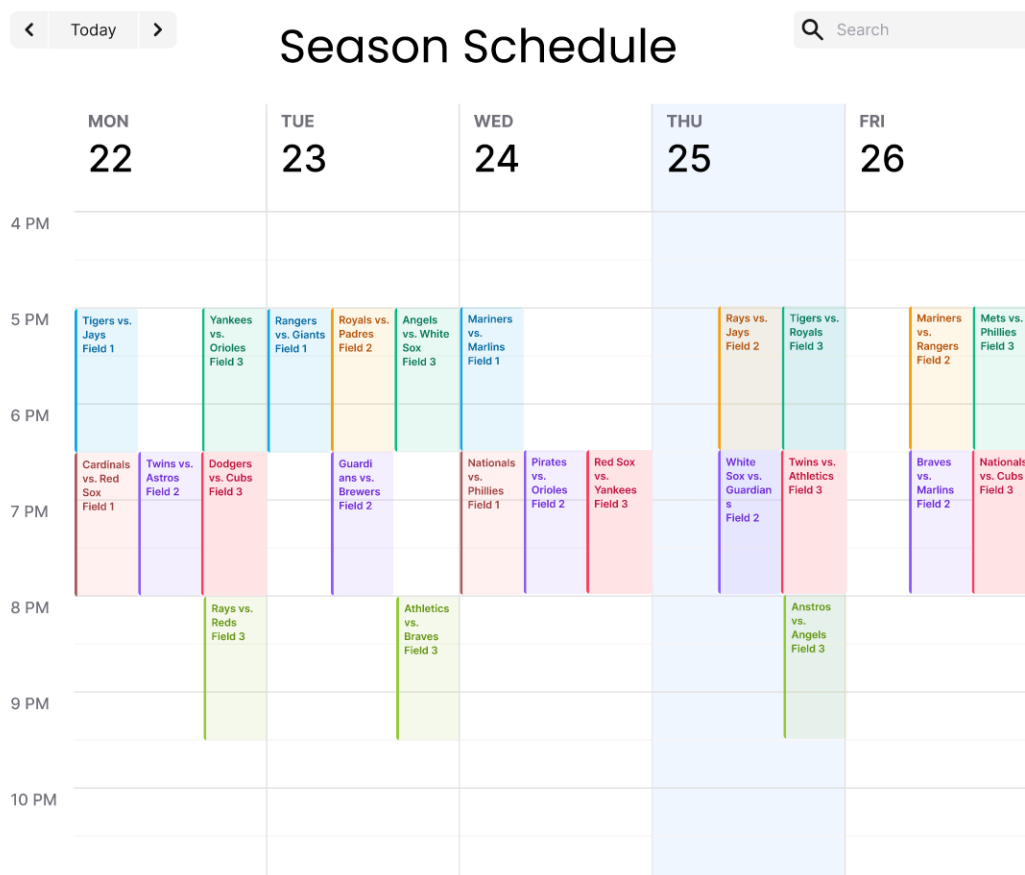 Today
Season Schedule
Search
MON
22
TUE
23
WED
24
THU
25
FRI
26
4 PM
5 PM
6 PM
7 PM
8 PM
9 PM
10 PM
Tigers vs.
Jays
Field 1
Yankees
vs.
Orioles
Field 3
Rangers
vs. Giants
Field 1
Royals vs.
Padres
Field 2
Angels
vs. White
Sox
Field 3
Mariners
vs.
Marlins
Field 1
Rays vs.
Jays
Field 2
Tigers vs.
Royals
Field 3
Mariners
vs.
Rangers
Field 2
Mets vs.
Phillies
Field 3
Cardinals
vs. Red
Sox
Field 1
Twins vs.
Astros
Field 2
Dodgers
vs. Cubs
Field 3
Guardi
ans vs.
Brewers
Field 2
Nationals
vs.
Phillies
Field 1
Pirates
vs.
Orioles
Field 2
Red Sox
vs.
Yankees
Field 3
White
Sox vs.
Guardian
s
Field 2
Twins vs.
Athletics
Field 3
Braves
vs.
Marlins
Field 2
Nationals
vs. Cubs
Field 3
Rays vs.
Reds
Field 3
Athletics
vs.
Braves
Field 3
Anstros
vs.
Angels
Field 3